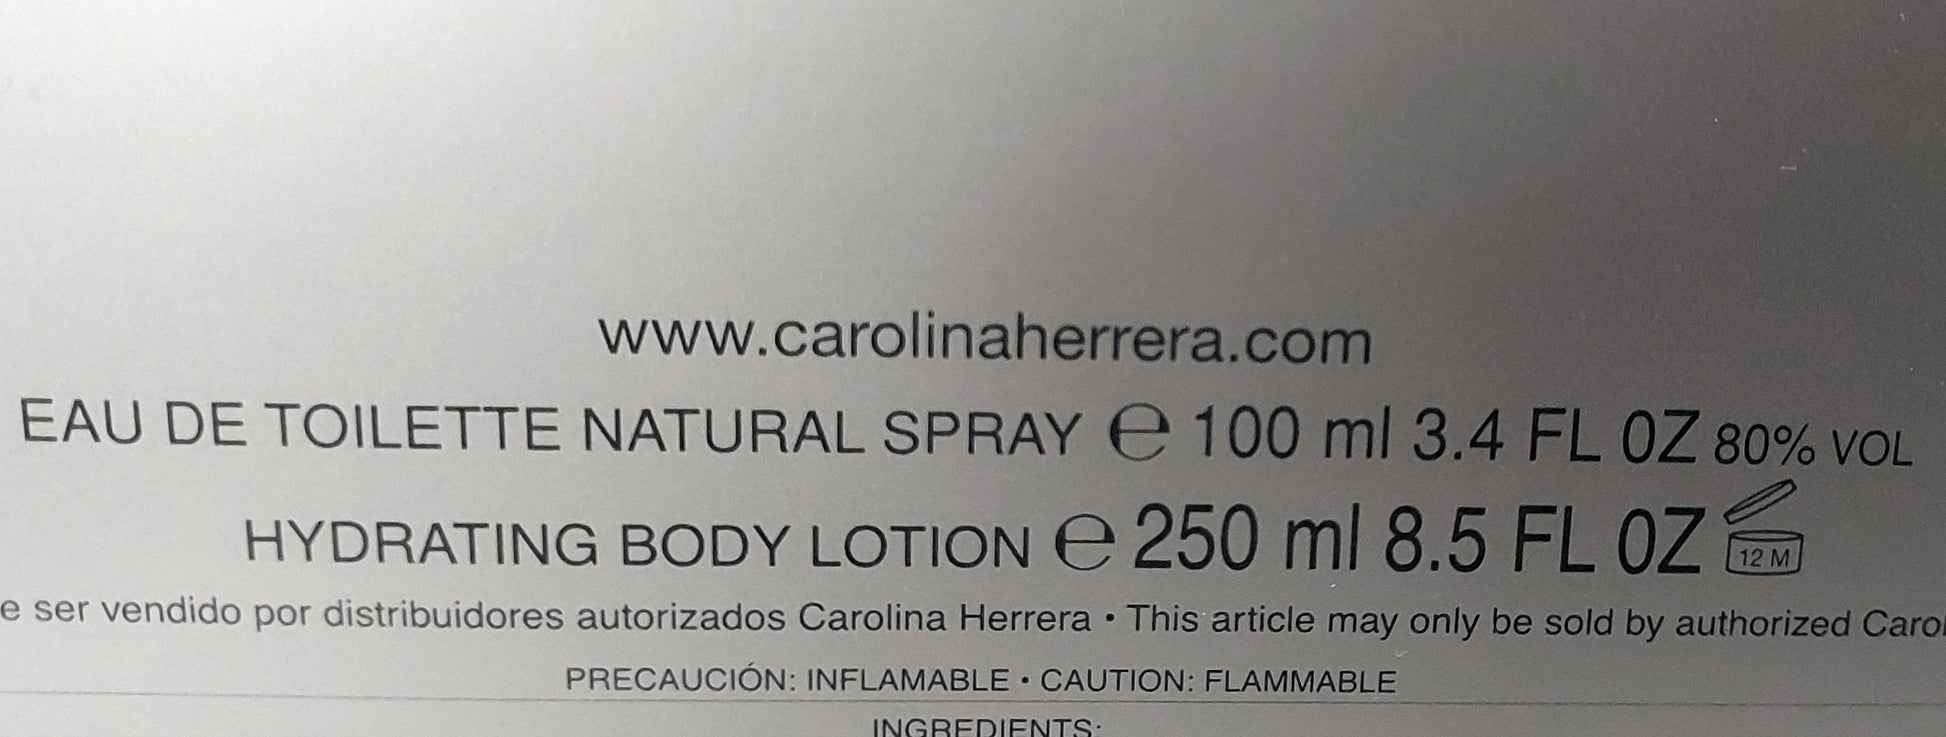 www.carolinaherrera.com
EAU DE TOILETTE NATURAL SPRAY ℮ 100 ml 3.4 FL OZ 80% VOL
HYDRATING BODY LOTION ℮ 250 ml 8.5 FL OZ 12 M
e ser vendido por distribuidores autorizados Carolina Herrera • This article may only be sold by authorized Carol
PRECAUCIÓN: INFLAMABLE • CAUTION: FLAMMABLE
INGREDIENTS: